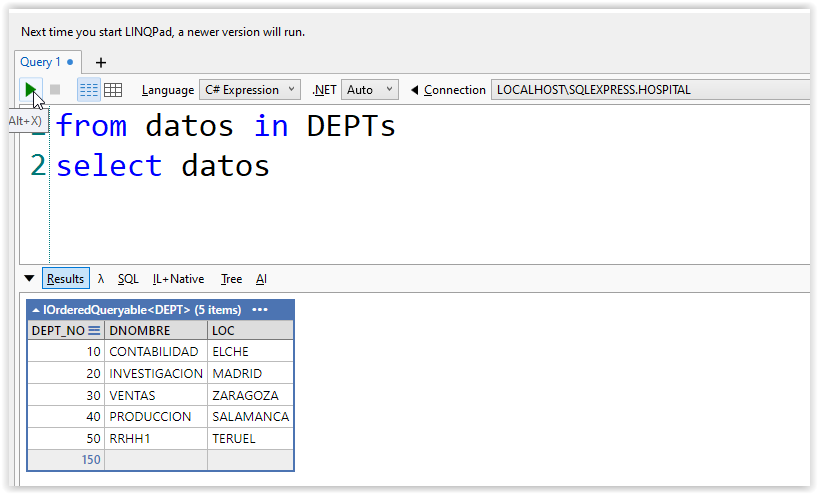 Next time you start LINQPad, a newer version will run.
Query 1
+
Language C# Expression .NET Auto Connection LOCALHOST\SQLEXPRESS.HOSPITAL
Alt+X)
from datos in DEPTs
2 select datos
Results λ SQL IL+Native Tree AI
IOrderedQueryable<DEPT> (5 items) •••
DEPT_NO DNOMBRE LOC
10 CONTABILIDAD ELCHE
20 INVESTIGACION MADRID
30 VENTAS ZARAGOZA
40 PRODUCCION SALAMANCA
50 RRHH1 TERUEL
150